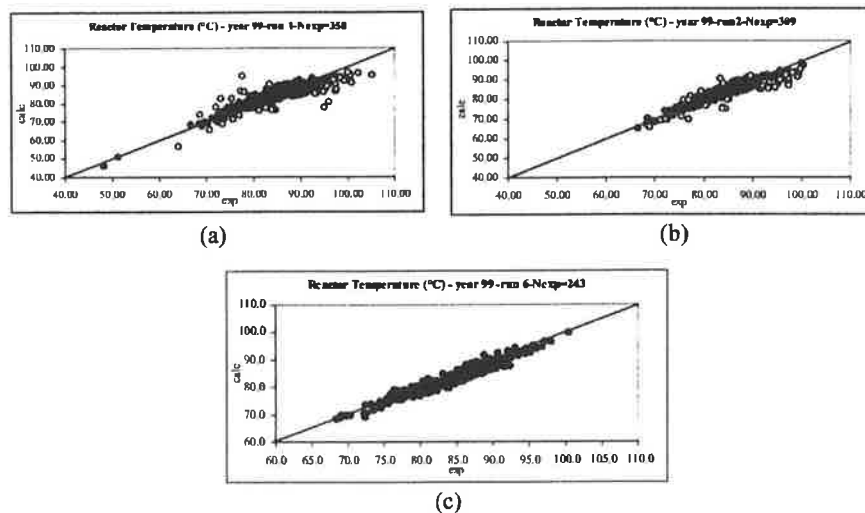 Reactor Temperature (°C) - year 99-run 1-Nexp=358
110.00
100.00
90.00
80.00
70.00
60.00
50.00
40.00
calc
40.00 50.00 60.00 70.00 80.00 90.00 100.00 110.00
exp
(a)
Reactor Temperature (°C) - year 99-run2-Nexp=309
110.00
100.00
90.00
80.00
70.00
60.00
50.00
40.00
calc
40.00 50.00 60.00 70.00 80.00 90.00 100.00 110.00
exp
(b)
Reactor Temperature (°C) - year 99-run 6-Nexp=243
110.0
100.0
90.0
80.0
70.0
60.0
calc
60.0 65.0 70.0 75.0 80.0 85.0 90.0 95.0 100.0 105.0 110.0
exp
(c)